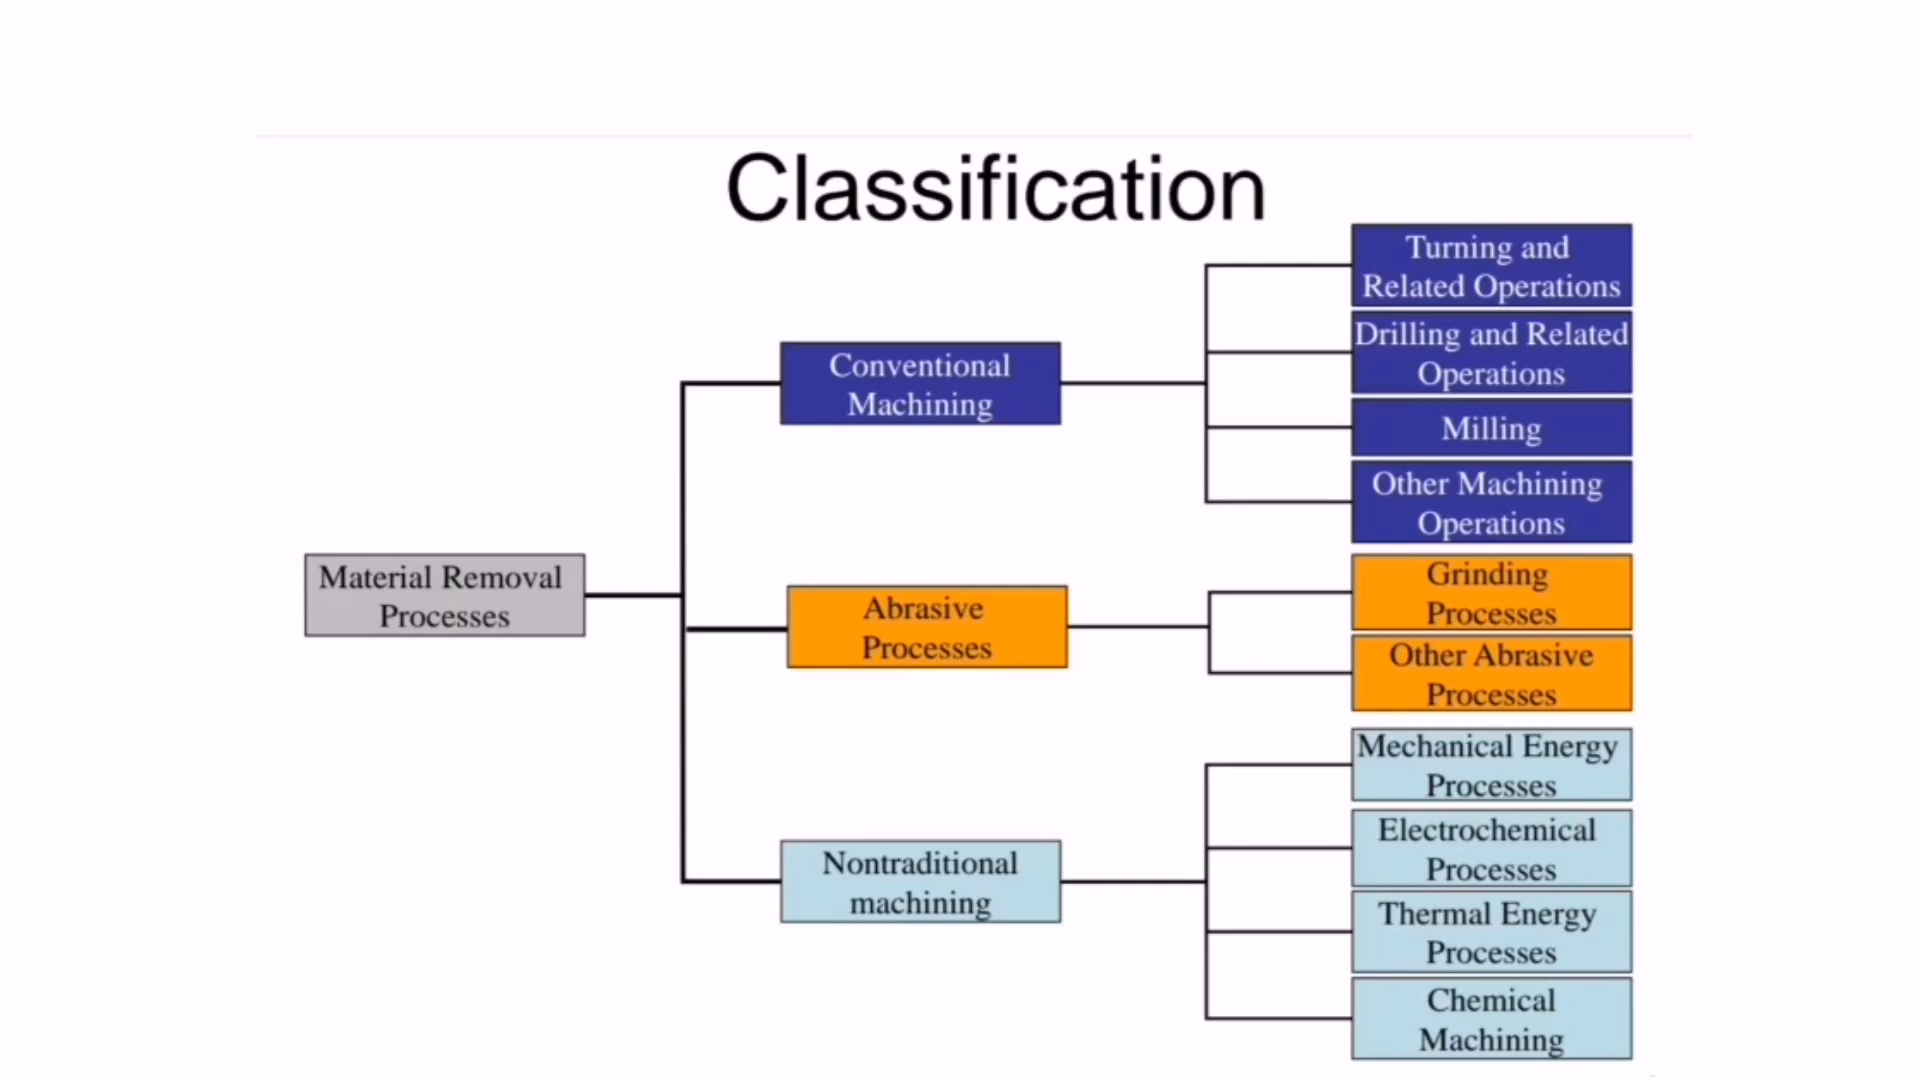 Classification
Turning and
Related Operations
Drilling and Related
Operations
Conventional
Machining
Milling
Other Machining
Operations
Material Removal
Processes
Abrasive
Processes
Grinding
Processes
Other Abrasive
Processes
Nontraditional
machining
Mechanical Energy
Processes
Electrochemical
Processes
Thermal Energy
Processes
Chemical
Machining